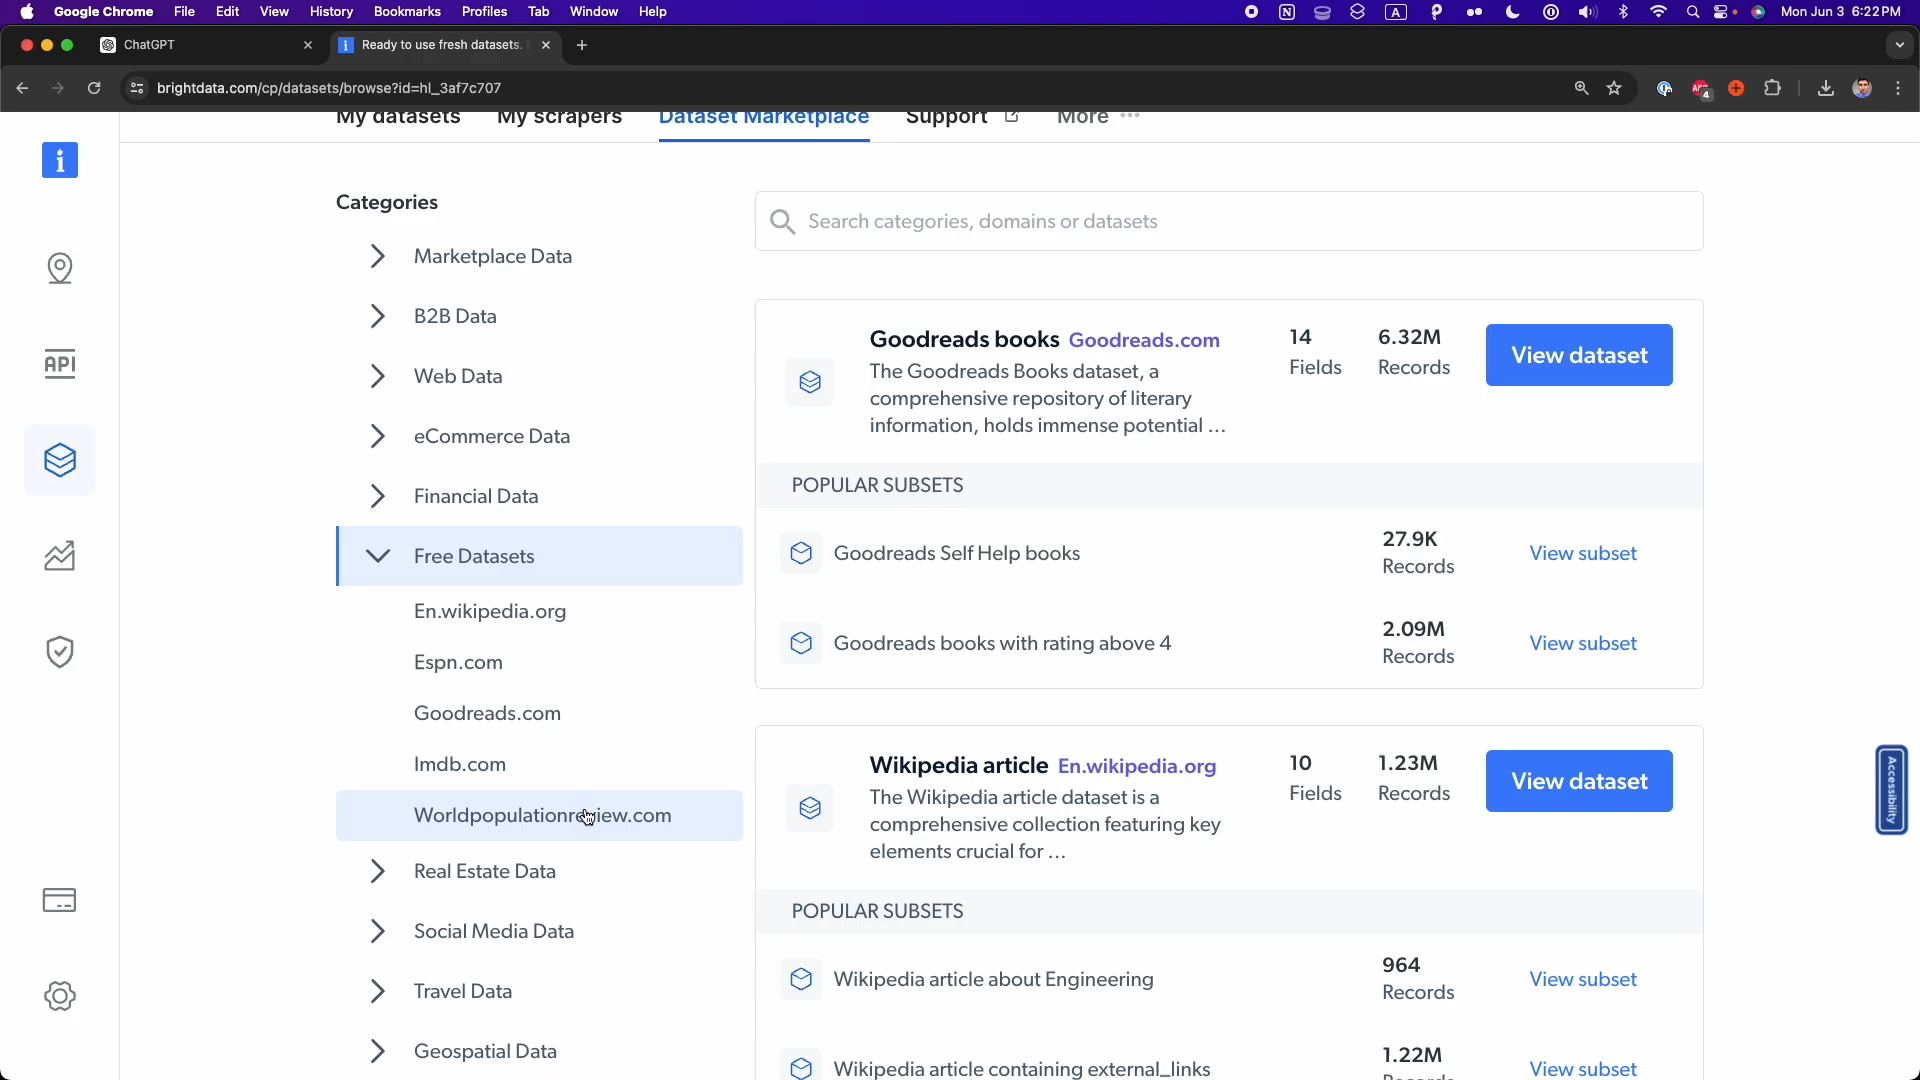 Google Chrome File Edit View History Bookmarks Profiles Tab Window Help
Mon Jun 3 6:22 PM
ChatGPT
Ready to use fresh datasets.
brightdata.com/cp/datasets/browse?id=hl_3af7c707
My datasets My scrapers Dataset Marketplace Support More
API
Categories
Marketplace Data
B2B Data
Web Data
eCommerce Data
Financial Data
Free Datasets
En.wikipedia.org
Espn.com
Goodreads.com
Imdb.com
Worldpopulationreview.com
Real Estate Data
Social Media Data
Travel Data
Geospatial Data
Search categories, domains or datasets
Goodreads books Goodreads.com
The Goodreads Books dataset, a
comprehensive repository of literary
information, holds immense potential ...
14
Fields
6.32M
Records
View dataset
POPULAR SUBSETS
Goodreads Self Help books
27.9K
Records
View subset
Goodreads books with rating above 4
2.09M
Records
View subset
Wikipedia article En.wikipedia.org
The Wikipedia article dataset is a
comprehensive collection featuring key
elements crucial for ...
10
Fields
1.23M
Records
View dataset
POPULAR SUBSETS
Wikipedia article about Engineering
964
Records
View subset
Wikipedia article containing external_links
1.22M
Records
View subset
Accessibility